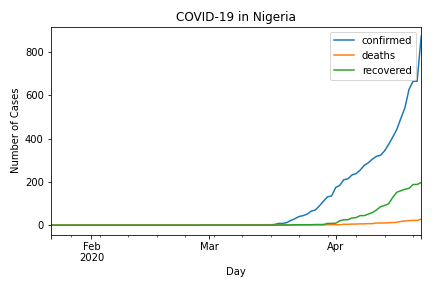 COVID-19 in Nigeria
confirmed
deaths
recovered
800
600
400
200
0
Number of Cases
Feb
2020
Mar
Apr
Day